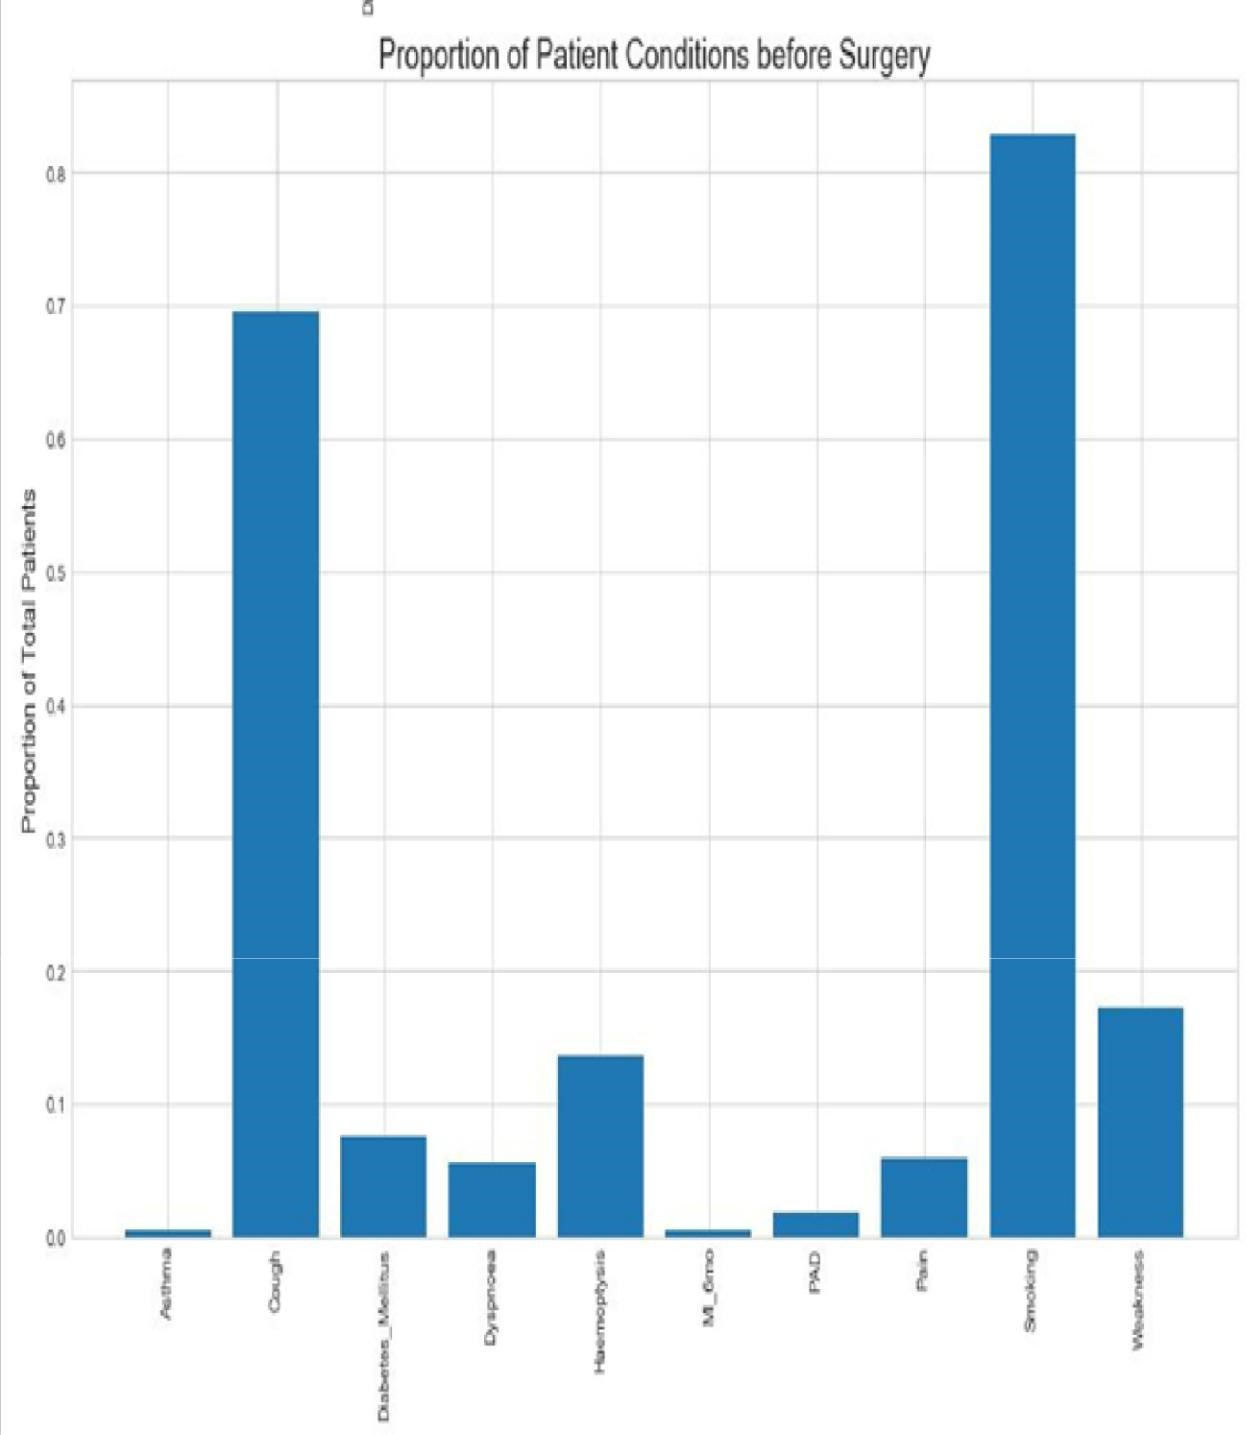 Proportion of Patient Conditions before Surgery
Proportion of Total Patients
0.8
0.7
0.6
0.5
0.4
0.3
0.2
0.1
0.0
Asthma
Cough
Diabetes_Mellitus
Dyspnoea
Haemoptysis
MI_6mo
PAD
Pain
Smoking
Weakness